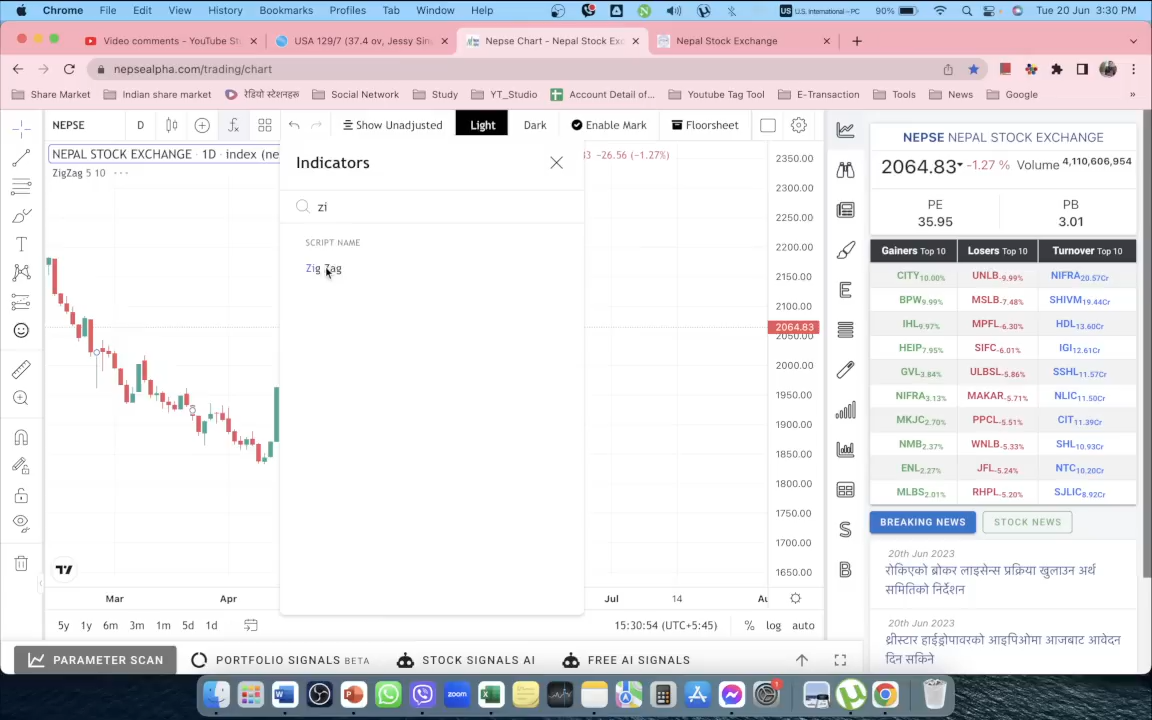 Chrome File Edit View History Bookmarks Profiles Tab Window Help
US U.S. International – PC 90% Tue 20 Jun 3:30 PM
Video comments - YouTube St
USA 129/7 (37.4 ov, Jessy Sin
Nepse Chart - Nepal Stock Exc
Nepal Stock Exchange
nepsealpha.com/trading/chart
Share Market
Indian share market
रेडियो स्टेशनहरू
Social Network
Study
YT_Studio
Account Detail of...
Youtube Tag Tool
E-Transaction
Tools
News
Google
NEPSE D Show Unadjusted Light Dark Enable Mark Floorsheet
NEPAL STOCK EXCHANGE · 1D · index (ne
−26.56 (−1.27%)
ZigZag 5 10
Indicators
zi
SCRIPT NAME
Zig Zag
2350.00
2300.00
2250.00
2200.00
2150.00
2100.00
2064.83
2050.00
2000.00
1950.00
1900.00
1850.00
1800.00
1750.00
1700.00
1650.00
Mar Apr Jul 14 Au
5y 1y 6m 3m 1m 5d 1d
15:30:54 (UTC+5:45) % log auto
PARAMETER SCAN
PORTFOLIO SIGNALS BETA
STOCK SIGNALS AI
FREE AI SIGNALS
E
S
B
NEPSE NEPAL STOCK EXCHANGE
2064.83 -1.27 % Volume 4,110,606,954
PE PB
35.95 3.01
Gainers Top 10 Losers Top 10 Turnover Top 10
CITY10.00% UNLB-9.99% NIFRA20.57Cr
BPW9.99% MSLB-7.48% SHIVM19.44Cr
IHL9.97% MPFL-6.30% HDL13.60Cr
HEIP7.95% SIFC-6.01% IGI12.61Cr
GVL3.84% ULBSL-5.86% SSHL11.57Cr
NIFRA3.13% MAKAR-5.71% NLIC11.50Cr
MKJC2.70% PPCL-5.51% CIT11.39Cr
NMB2.37% WNLB-5.33% SHL10.93Cr
ENL2.27% JFL-5.24% NTC10.20Cr
MLBS2.01% RHPL-5.20% SJLIC8.92Cr
BREAKING NEWS STOCK NEWS
20th Jun 2023
रोकिएको ब्रोकर लाइसेन्स प्रक्रिया खुलाउन अर्थ
समितिको निर्देशन
20th Jun 2023
थ्रीस्टार हाईड्रोपावरको आइपिओमा आजबाट आवेदन
दिन सकिने
zoom
1